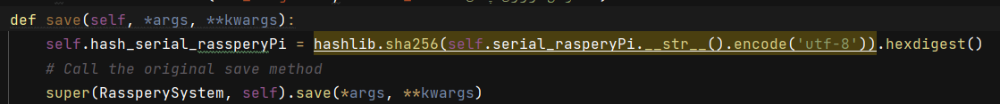 def save(self, *args, **kwargs):
self.hash_serial_rassperyPi = hashlib.sha256(self.serial_rasperyPi.__str__().encode('utf-8')).hexdigest()
# Call the original save method
super(RassperySystem, self).save(*args, **kwargs)